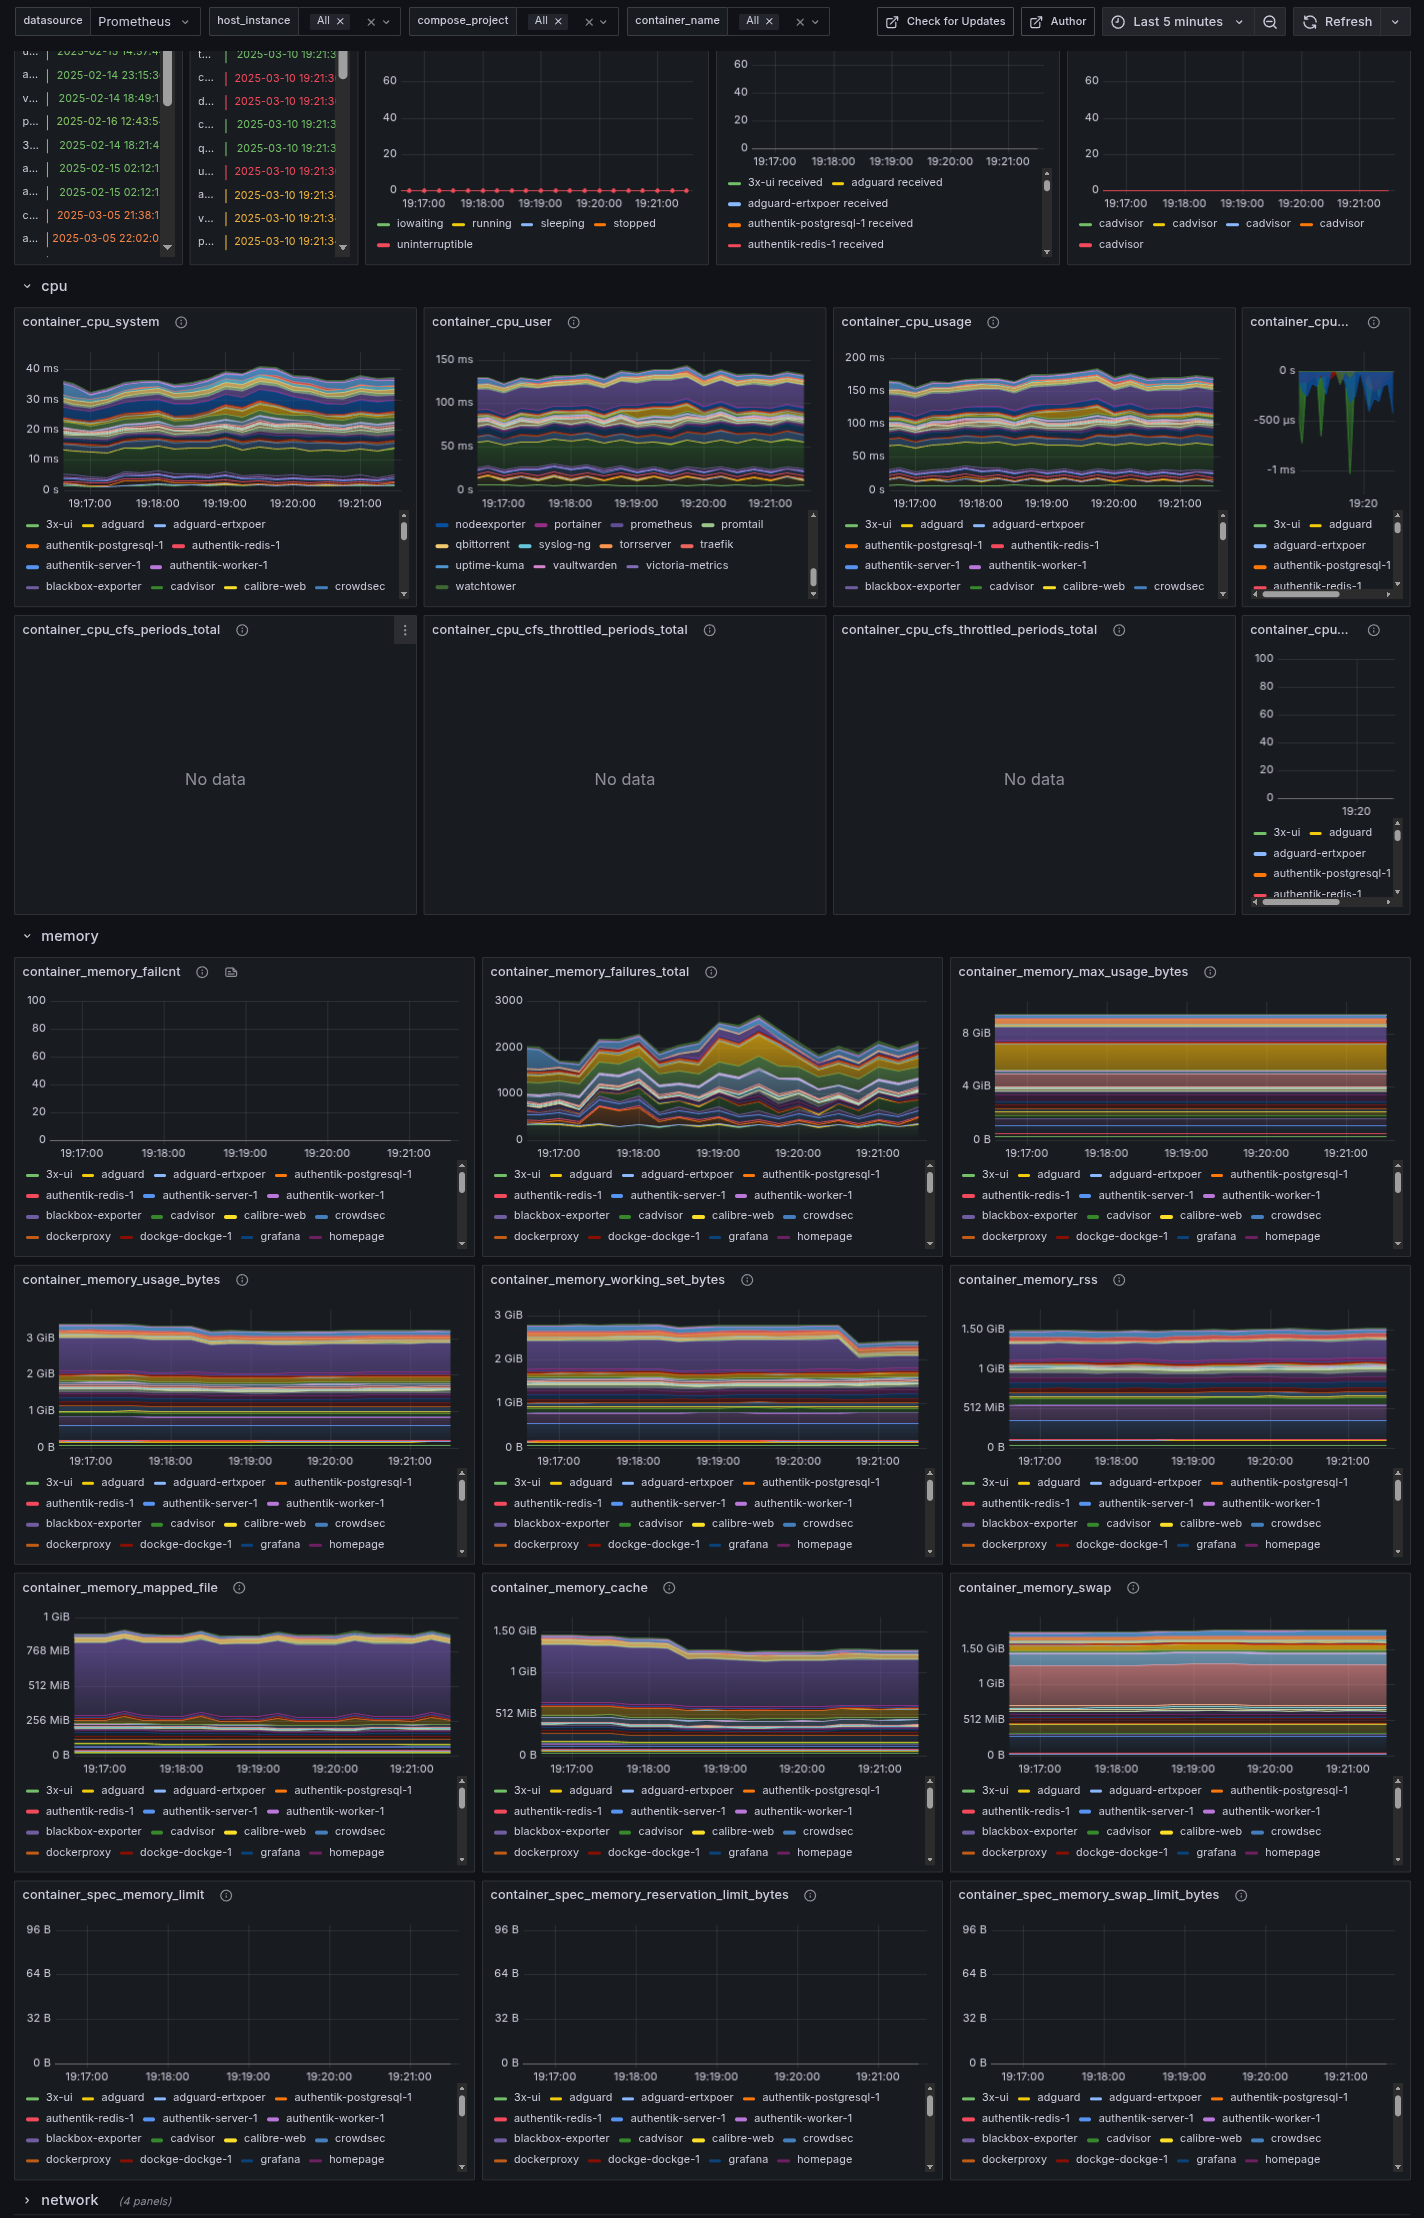 datasource Prometheus host_instance All compose_project All container_name All Check for Updates Author Last 5 minutes Refresh
a... 2025-02-14 23:15:3
v... 2025-02-14 18:49:1
p... 2025-02-16 12:43:5
3... 2025-02-14 18:21:4
a... 2025-02-15 02:12:1
a... 2025-02-15 02:12:1
c... 2025-03-05 21:38:1
a... 2025-03-05 22:02:0
t... 2025-03-10 19:21:3
c... 2025-03-10 19:21:3
d... 2025-03-10 19:21:3
c... 2025-03-10 19:21:3
q... 2025-03-10 19:21:3
u... 2025-03-10 19:21:3
a... 2025-03-10 19:21:3
v... 2025-03-10 19:21:3
p... 2025-03-10 19:21:3
60
40
20
0
19:17:00 19:18:00 19:19:00 19:20:00 19:21:00
iowaiting running sleeping stopped
uninterruptible
60
40
20
0
19:17:00 19:18:00 19:19:00 19:20:00 19:21:00
3x-ui received adguard received
adguard-ertxpoer received
authentik-postgresql-1 received
authentik-redis-1 received
60
40
20
0
19:17:00 19:18:00 19:19:00 19:20:00 19:21:00
cadvisor cadvisor cadvisor cadvisor
cadvisor
cpu
container_cpu_system
40 ms
30 ms
20 ms
10 ms
0 s
19:17:00 19:18:00 19:19:00 19:20:00 19:21:00
3x-ui adguard adguard-ertxpoer
authentik-postgresql-1 authentik-redis-1
authentik-server-1 authentik-worker-1
blackbox-exporter cadvisor calibre-web crowdsec
container_cpu_user
150 ms
100 ms
50 ms
0 s
19:17:00 19:18:00 19:19:00 19:20:00 19:21:00
nodeexporter portainer prometheus promtail
qbittorrent syslog-ng torrserver traefik
uptime-kuma vaultwarden victoria-metrics
watchtower
container_cpu_usage
200 ms
150 ms
100 ms
50 ms
0 s
19:17:00 19:18:00 19:19:00 19:20:00 19:21:00
3x-ui adguard adguard-ertxpoer
authentik-postgresql-1 authentik-redis-1
authentik-server-1 authentik-worker-1
blackbox-exporter cadvisor calibre-web crowdsec
container_cpu...
0 s
-500 µs
-1 ms
19:20
3x-ui adguard
adguard-ertxpoer
authentik-postgresql-1
authentik-redis-1
container_cpu_cfs_periods_total
No data
container_cpu_cfs_throttled_periods_total
No data
container_cpu_cfs_throttled_periods_total
No data
container_cpu...
100
80
60
40
20
0
19:20
3x-ui adguard
adguard-ertxpoer
authentik-postgresql-1
authentik-redis-1
memory
container_memory_failcnt
100
80
60
40
20
0
19:17:00 19:18:00 19:19:00 19:20:00 19:21:00
3x-ui adguard adguard-ertxpoer authentik-postgresql-1
authentik-redis-1 authentik-server-1 authentik-worker-1
blackbox-exporter cadvisor calibre-web crowdsec
dockerproxy dockge-dockge-1 grafana homepage
container_memory_failures_total
3000
2000
1000
0
19:17:00 19:18:00 19:19:00 19:20:00 19:21:00
3x-ui adguard adguard-ertxpoer authentik-postgresql-1
authentik-redis-1 authentik-server-1 authentik-worker-1
blackbox-exporter cadvisor calibre-web crowdsec
dockerproxy dockge-dockge-1 grafana homepage
container_memory_max_usage_bytes
8 GiB
4 GiB
0 B
19:17:00 19:18:00 19:19:00 19:20:00 19:21:00
3x-ui adguard adguard-ertxpoer authentik-postgresql-1
authentik-redis-1 authentik-server-1 authentik-worker-1
blackbox-exporter cadvisor calibre-web crowdsec
dockerproxy dockge-dockge-1 grafana homepage
container_memory_usage_bytes
3 GiB
2 GiB
1 GiB
0 B
19:17:00 19:18:00 19:19:00 19:20:00 19:21:00
3x-ui adguard adguard-ertxpoer authentik-postgresql-1
authentik-redis-1 authentik-server-1 authentik-worker-1
blackbox-exporter cadvisor calibre-web crowdsec
dockerproxy dockge-dockge-1 grafana homepage
container_memory_working_set_bytes
3 GiB
2 GiB
1 GiB
0 B
19:17:00 19:18:00 19:19:00 19:20:00 19:21:00
3x-ui adguard adguard-ertxpoer authentik-postgresql-1
authentik-redis-1 authentik-server-1 authentik-worker-1
blackbox-exporter cadvisor calibre-web crowdsec
dockerproxy dockge-dockge-1 grafana homepage
container_memory_rss
1.50 GiB
1 GiB
512 MiB
0 B
19:17:00 19:18:00 19:19:00 19:20:00 19:21:00
3x-ui adguard adguard-ertxpoer authentik-postgresql-1
authentik-redis-1 authentik-server-1 authentik-worker-1
blackbox-exporter cadvisor calibre-web crowdsec
dockerproxy dockge-dockge-1 grafana homepage
container_memory_mapped_file
1 GiB
768 MiB
512 MiB
256 MiB
0 B
19:17:00 19:18:00 19:19:00 19:20:00 19:21:00
3x-ui adguard adguard-ertxpoer authentik-postgresql-1
authentik-redis-1 authentik-server-1 authentik-worker-1
blackbox-exporter cadvisor calibre-web crowdsec
dockerproxy dockge-dockge-1 grafana homepage
container_memory_cache
1.50 GiB
1 GiB
512 MiB
0 B
19:17:00 19:18:00 19:19:00 19:20:00 19:21:00
3x-ui adguard adguard-ertxpoer authentik-postgresql-1
authentik-redis-1 authentik-server-1 authentik-worker-1
blackbox-exporter cadvisor calibre-web crowdsec
dockerproxy dockge-dockge-1 grafana homepage
container_memory_swap
1.50 GiB
1 GiB
512 MiB
0 B
19:17:00 19:18:00 19:19:00 19:20:00 19:21:00
3x-ui adguard adguard-ertxpoer authentik-postgresql-1
authentik-redis-1 authentik-server-1 authentik-worker-1
blackbox-exporter cadvisor calibre-web crowdsec
dockerproxy dockge-dockge-1 grafana homepage
container_spec_memory_limit
96 B
64 B
32 B
0 B
19:17:00 19:18:00 19:19:00 19:20:00 19:21:00
3x-ui adguard adguard-ertxpoer authentik-postgresql-1
authentik-redis-1 authentik-server-1 authentik-worker-1
blackbox-exporter cadvisor calibre-web crowdsec
dockerproxy dockge-dockge-1 grafana homepage
container_spec_memory_reservation_limit_bytes
96 B
64 B
32 B
0 B
19:17:00 19:18:00 19:19:00 19:20:00 19:21:00
3x-ui adguard adguard-ertxpoer authentik-postgresql-1
authentik-redis-1 authentik-server-1 authentik-worker-1
blackbox-exporter cadvisor calibre-web crowdsec
dockerproxy dockge-dockge-1 grafana homepage
container_spec_memory_swap_limit_bytes
96 B
64 B
32 B
0 B
19:17:00 19:18:00 19:19:00 19:20:00 19:21:00
3x-ui adguard adguard-ertxpoer authentik-postgresql-1
authentik-redis-1 authentik-server-1 authentik-worker-1
blackbox-exporter cadvisor calibre-web crowdsec
dockerproxy dockge-dockge-1 grafana homepage
network (4 panels)